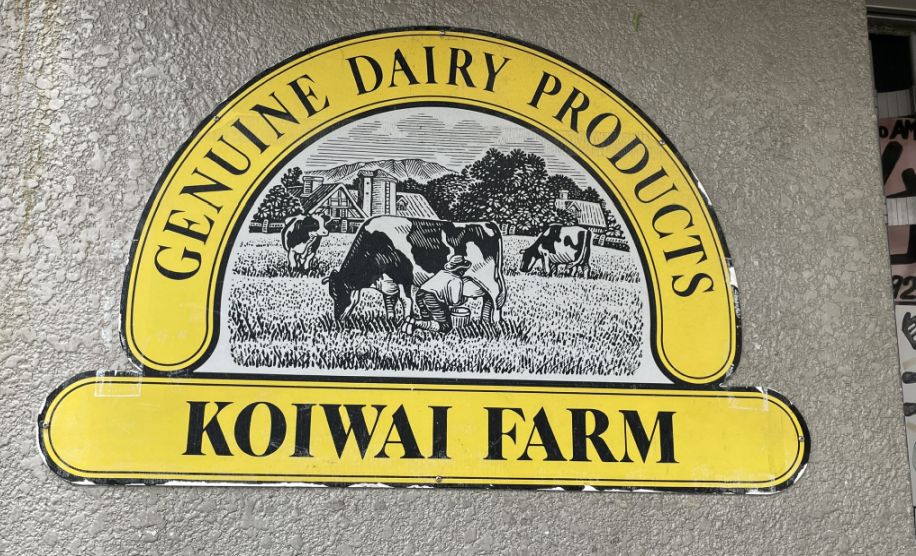 GENUINE DAIRY PRODUCTS
KOIWAI FARM